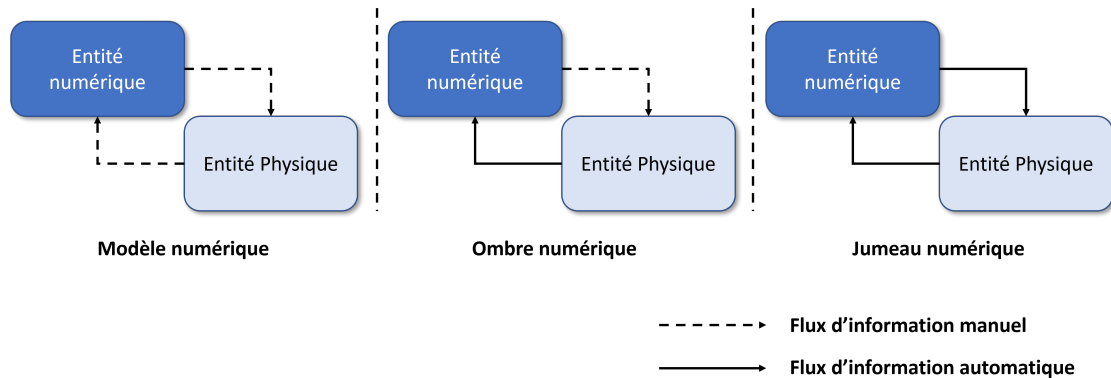 Entité
numérique
Entité Physique
Modèle numérique
Entité
numérique
Entité Physique
Ombre numérique
Entité
numérique
Entité Physique
Jumeau numérique
Flux d’information manuel
Flux d’information automatique